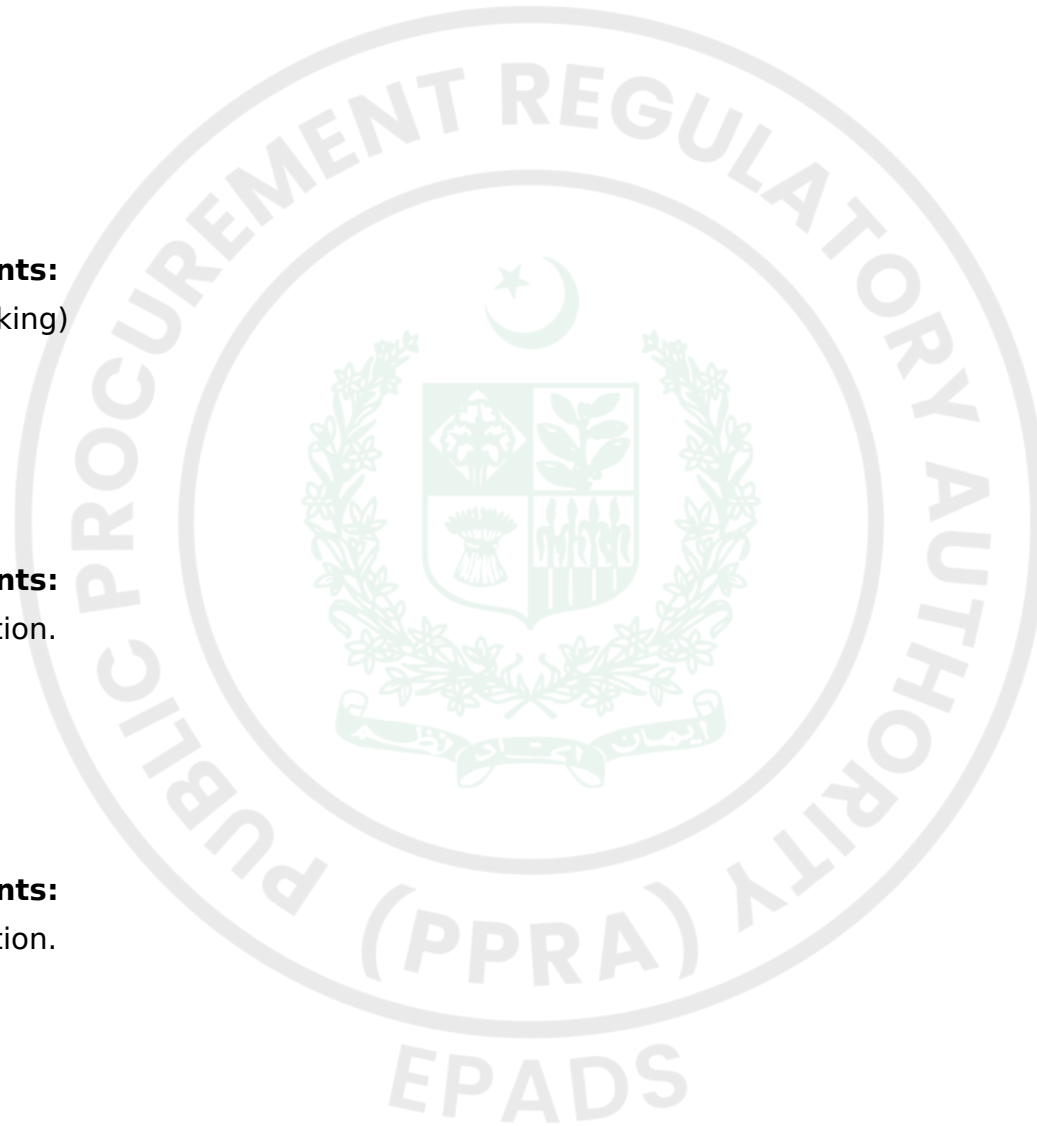 PUBLIC PROCUREMENT REGULATORY AUTHORITY
nts:
king)
nts:
tion.
nts:
tion.
(PPRA)
EPADS